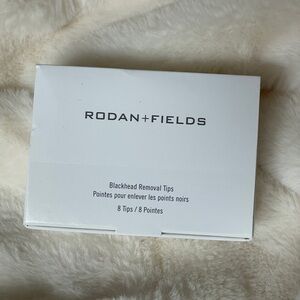 RODAN+FIELDS
Blackhead Removal Tips
Pointes pour enlever les points noirs
8 Tips / 8 Pointes